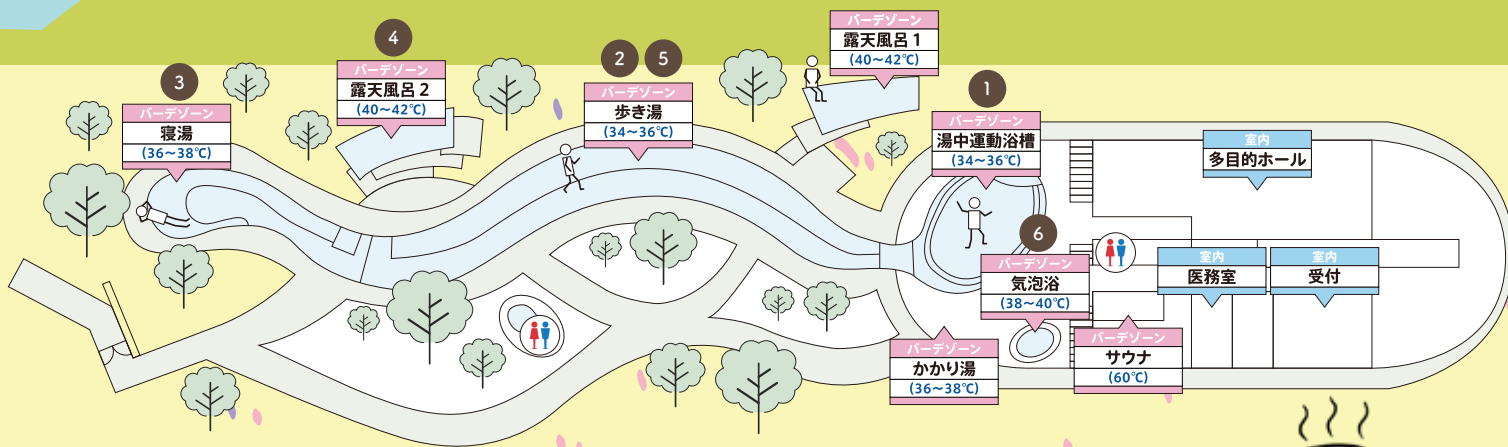 3
バーデゾーン
寝湯
(36〜38℃)
4
バーデゾーン
露天風呂2
(40〜42℃)
2 5
バーデゾーン
歩き湯
(34〜36℃)
バーデゾーン
露天風呂1
(40〜42℃)
1
バーデゾーン
湯中運動浴槽
(34〜36℃)
室内
多目的ホール
6
バーデゾーン
気泡浴
(38〜40℃)
室内
医務室
室内
受付
バーデゾーン
かかり湯
(36〜38℃)
バーデゾーン
サウナ
(60℃)